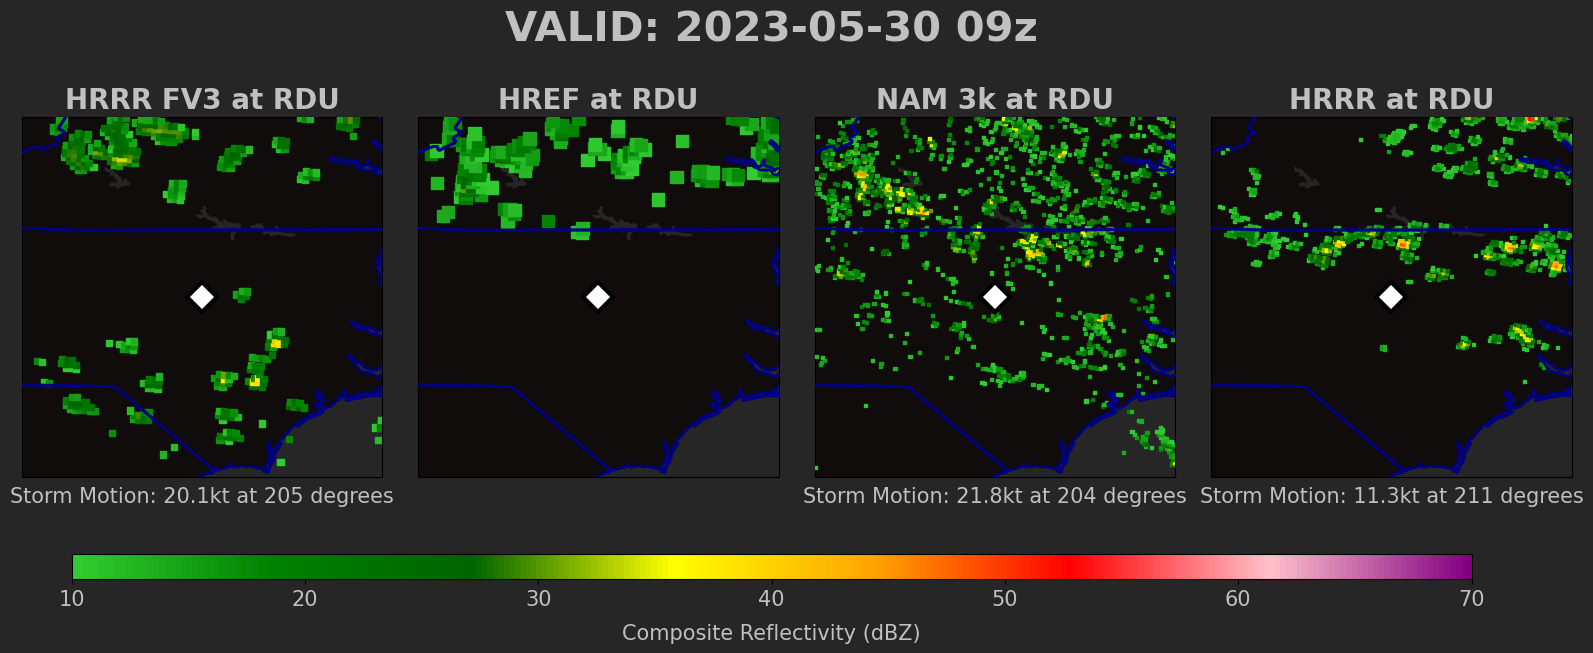 VALID: 2023-05-30 09z
HRRR FV3 at RDU
HREF at RDU
NAM 3k at RDU
HRRR at RDU
Storm Motion: 20.1kt at 205 degrees
Storm Motion: 21.8kt at 204 degrees
Storm Motion: 11.3kt at 211 degrees
10 20 30 40 50 60 70
Composite Reflectivity (dBZ)